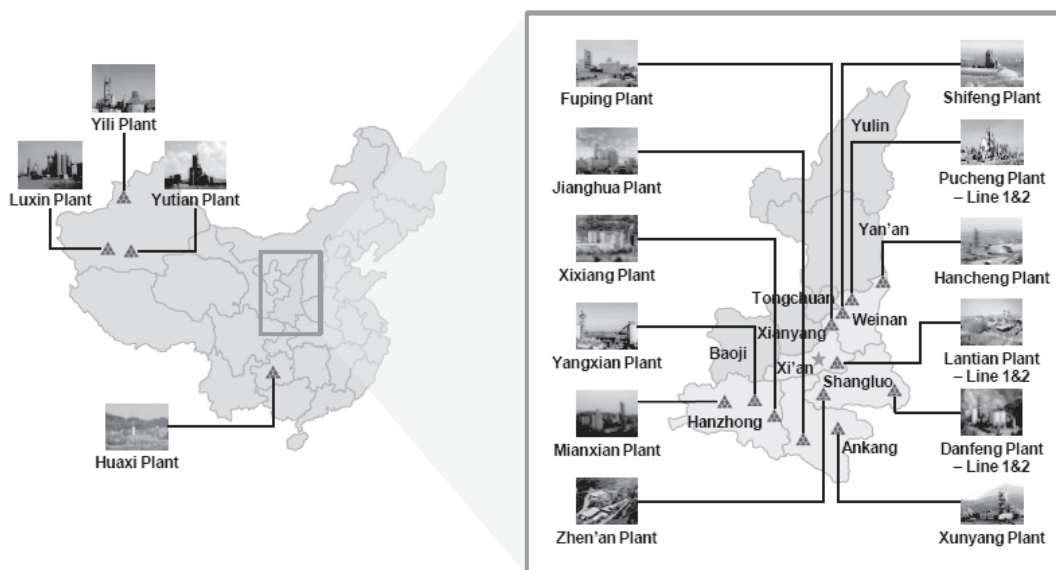 Yili Plant
Luxin Plant
Yutian Plant
Huaxi Plant
Fuping Plant
Jianghua Plant
Xixiang Plant
Yangxian Plant
Mianxian Plant
Zhen'an Plant
Yulin
Yan'an
Tongchuan
Weinan
Xianyang
Baoji
Xi'an
Shangluo
Hanzhong
Ankang
Shifeng Plant
Pucheng Plant
– Line 1&2
Hancheng Plant
Lantian Plant
– Line 1&2
Danfeng Plant
– Line 1&2
Xunyang Plant